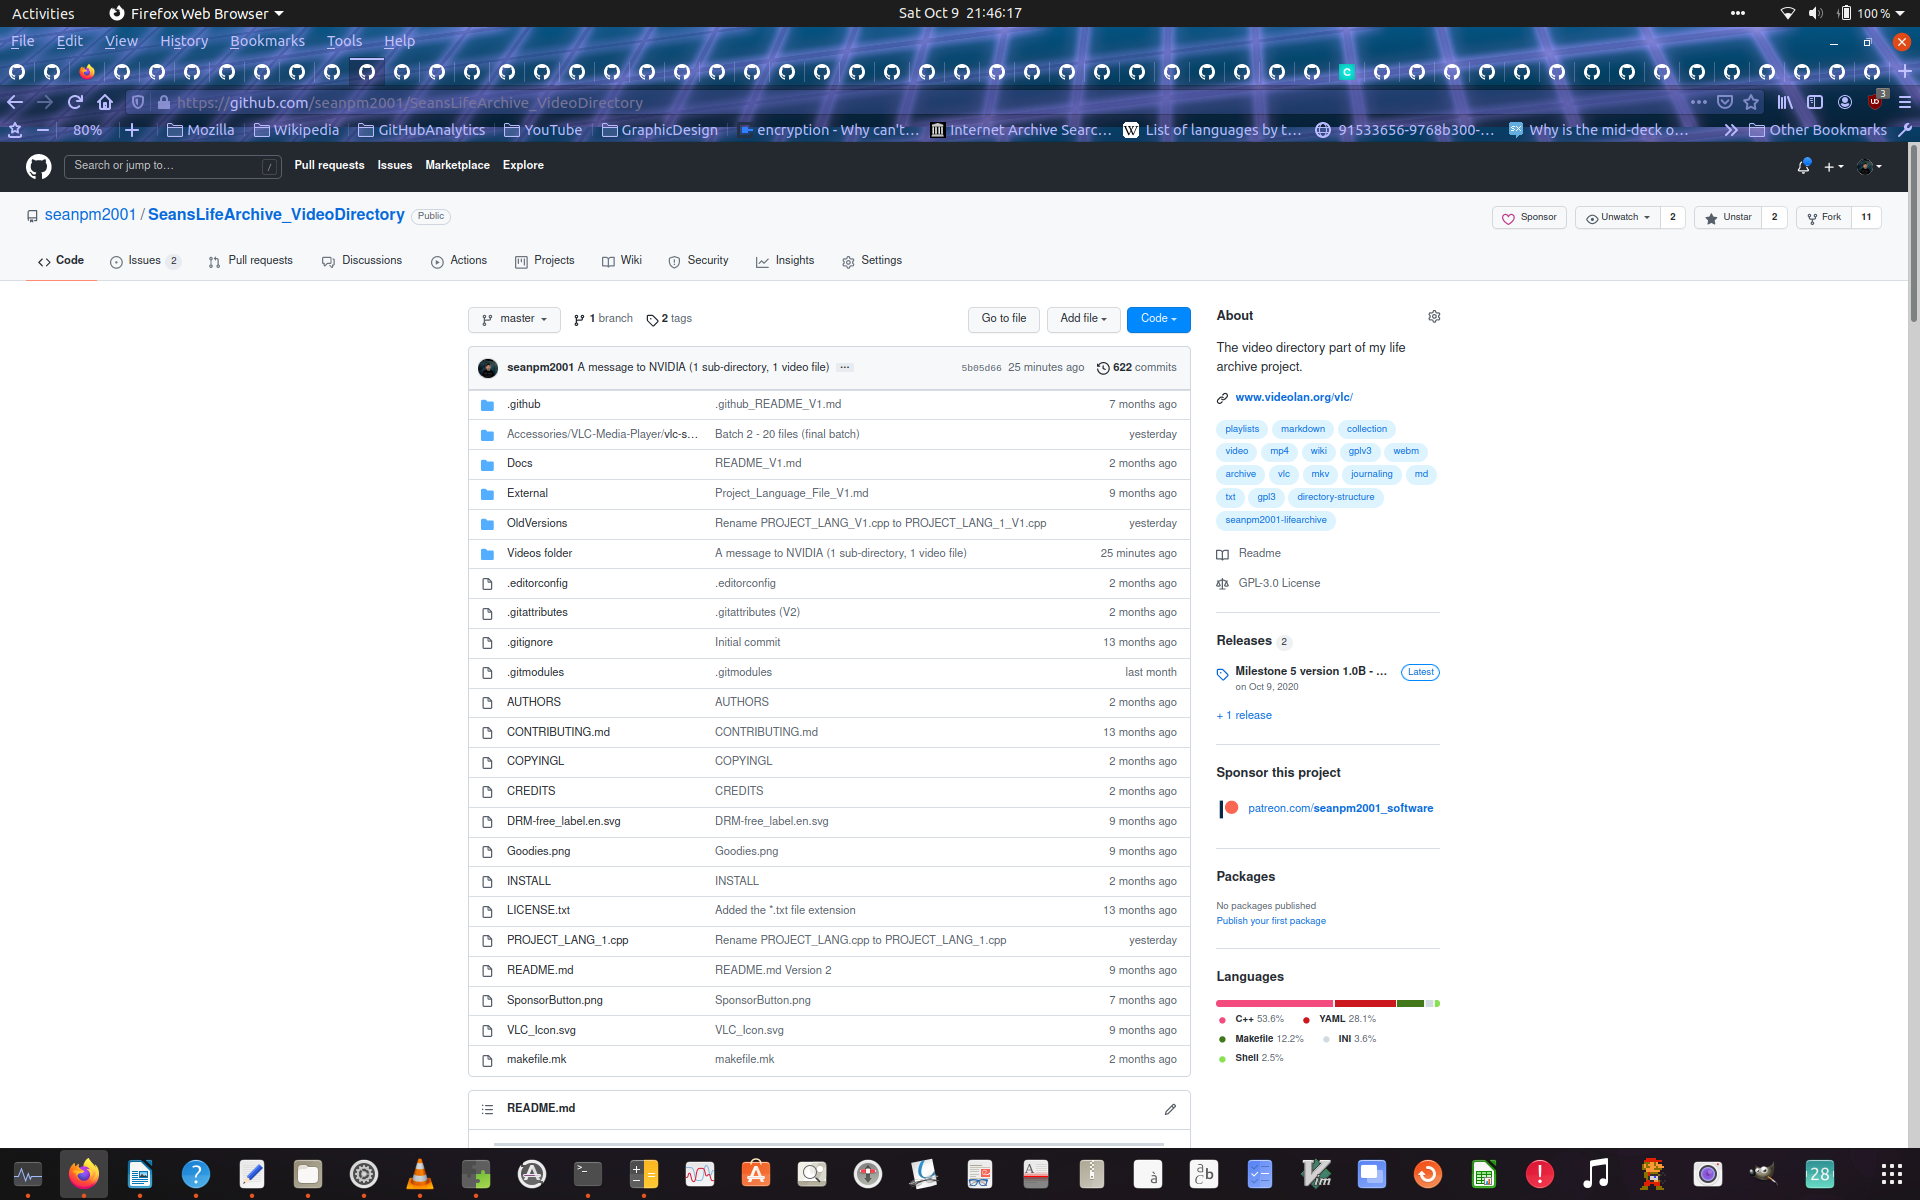 Activities Firefox Web Browser Sat Oct 9 21:46:17 100 %
File Edit View History Bookmarks Tools Help
https://github.com/seanpm2001/SeansLifeArchive_VideoDirectory 3
80% Mozilla Wikipedia GitHubAnalytics YouTube GraphicDesign encryption - Why can't... Internet Archive Searc... List of languages by t... 91533656-9768b300-... Why is the mid-deck o... Other Bookmarks
Search or jump to... / Pull requests Issues Marketplace Explore
seanpm2001 / SeansLifeArchive_VideoDirectory Public Sponsor Unwatch 2 Unstar 2 Fork 11
Code Issues 2 Pull requests Discussions Actions Projects Wiki Security Insights Settings
master 1 branch 2 tags Go to file Add file Code
seanpm2001 A message to NVIDIA (1 sub-directory, 1 video file) ... 5b05d66 25 minutes ago 622 commits
.github .github_README_V1.md 7 months ago
Accessories/VLC-Media-Player/vlc-s... Batch 2 - 20 files (final batch) yesterday
Docs README_V1.md 2 months ago
External Project_Language_File_V1.md 9 months ago
OldVersions Rename PROJECT_LANG_V1.cpp to PROJECT_LANG_1_V1.cpp yesterday
Videos folder A message to NVIDIA (1 sub-directory, 1 video file) 25 minutes ago
.editorconfig .editorconfig 2 months ago
.gitattributes .gitattributes (V2) 2 months ago
.gitignore Initial commit 13 months ago
.gitmodules .gitmodules last month
AUTHORS AUTHORS 2 months ago
CONTRIBUTING.md CONTRIBUTING.md 13 months ago
COPYINGL COPYINGL 2 months ago
CREDITS CREDITS 2 months ago
DRM-free_label.en.svg DRM-free_label.en.svg 9 months ago
Goodies.png Goodies.png 9 months ago
INSTALL INSTALL 2 months ago
LICENSE.txt Added the *.txt file extension 13 months ago
PROJECT_LANG_1.cpp Rename PROJECT_LANG.cpp to PROJECT_LANG_1.cpp yesterday
README.md README.md Version 2 9 months ago
SponsorButton.png SponsorButton.png 7 months ago
VLC_Icon.svg VLC_Icon.svg 9 months ago
makefile.mk makefile.mk 2 months ago
README.md
About
The video directory part of my life
archive project.
www.videolan.org/vlc/
playlists markdown collection
video mp4 wiki gplv3 webm
archive vlc mkv journaling md
txt gpl3 directory-structure
seanpm2001-lifearchive
Readme
GPL-3.0 License
Releases 2
Milestone 5 version 1.0B - ... Latest
on Oct 9, 2020
+ 1 release
Sponsor this project
patreon.com/seanpm2001_software
Packages
No packages published
Publish your first package
Languages
C++ 53.6% YAML 28.1%
Makefile 12.2% INI 3.6%
Shell 2.5%
28